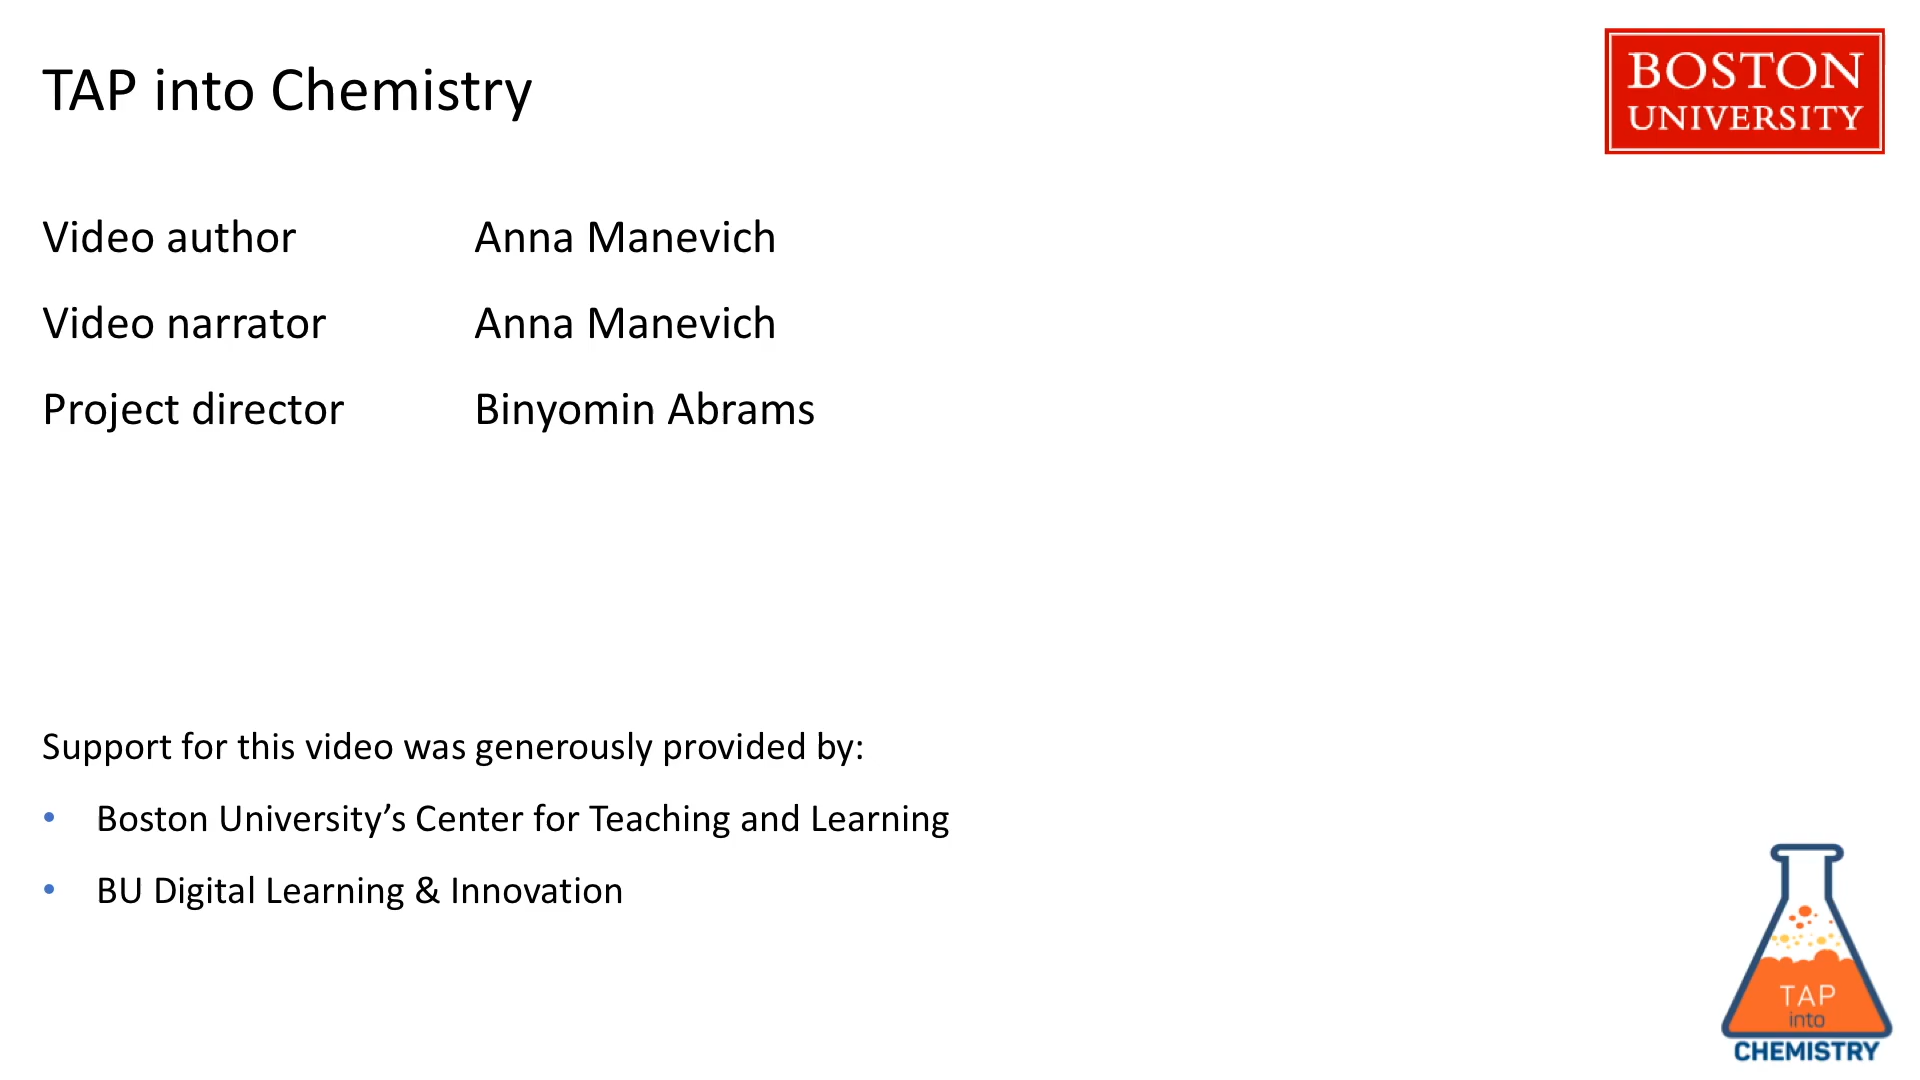 TAP into Chemistry
BOSTON
UNIVERSITY
Video author Anna Manevich
Video narrator Anna Manevich
Project director Binyomin Abrams
Support for this video was generously provided by:
• Boston University’s Center for Teaching and Learning
• BU Digital Learning & Innovation
TAP
into
CHEMISTRY